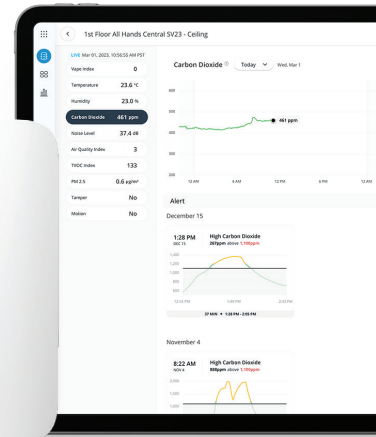 1st Floor All Hands Central SV23 - Ceiling
LIVE Mar 01, 2023, 10:56:55 AM PST
Vape Index 0
Temperature 23.6 °C
Humidity 23.0 %
Carbon Dioxide 461 ppm
Noise Level 37.4 dB
Air Quality Index 3
TVOC Index 133
PM 2.5 0.6 µg/m³
Tamper No
Motion No
Carbon Dioxide Today Wed, Mar 1
600
500
461 ppm
400
300
200
12 AM 6 AM 12 PM 6 PM 12 AM
Alert
December 15
1:28 PM High Carbon Dioxide
DEC 15 267ppm above 1,100ppm
1,400
1,200
1,000
800
600
12:53 PM 1:49 PM 2:53 PM
37 MIN • 1:28 PM - 2:05 PM
November 4
8:22 AM High Carbon Dioxide
NOV 4 888ppm above 1,100ppm
2,000
1,500
1,000